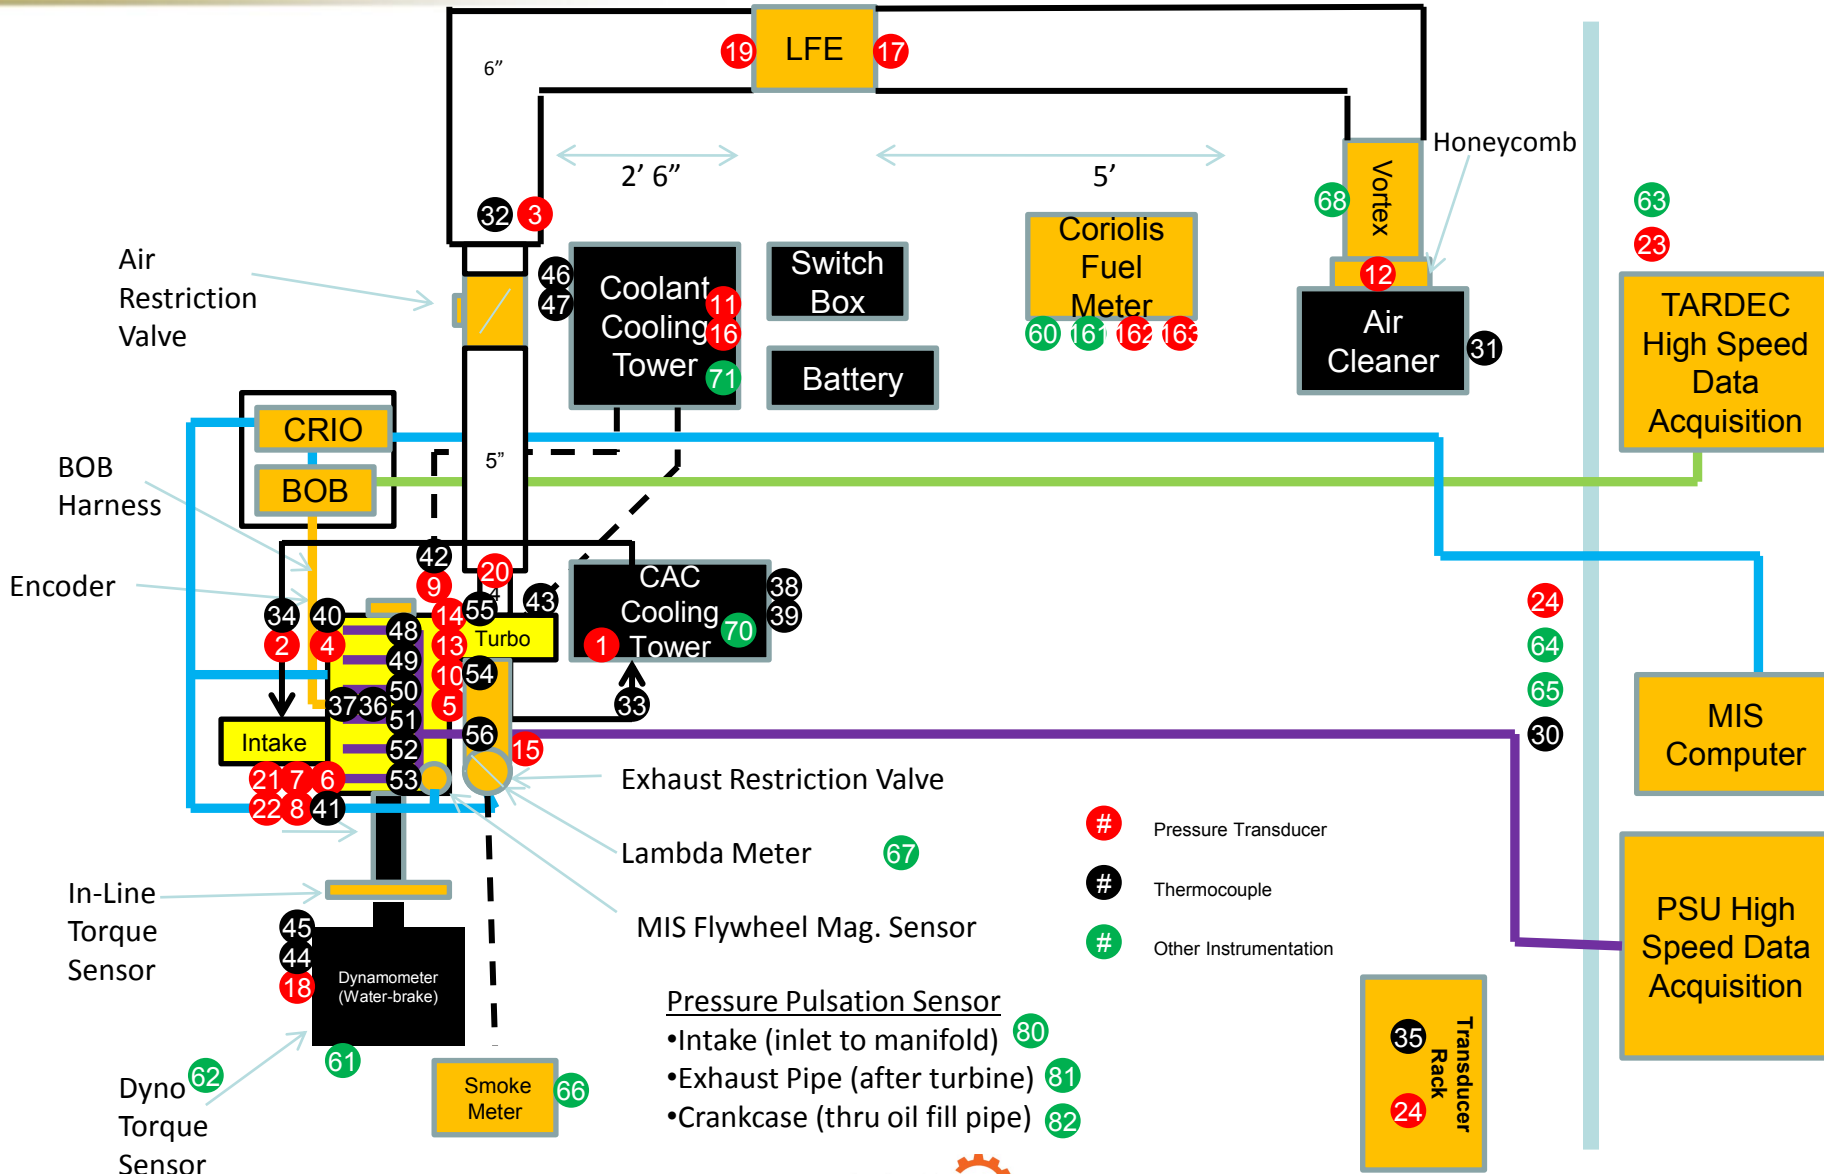 LFE
19
17
6”
Honeycomb
2’ 6”
5’
Vortex
68
63
32
3
23
Air
Restriction
Valve
46
47
Coolant
Cooling
Tower
11
16
71
Switch
Box
Battery
Coriolis
Fuel
Meter
60
161
162
163
12
Air
Cleaner
31
TARDEC
High Speed
Data
Acquisition
CRIO
BOB
BOB
Harness
5”
Encoder
42
9
20
4
55
43
14
13
10
5
Turbo
54
56
15
CAC
Cooling
Tower
1
70
38
39
33
34
2
40
4
48
49
50
37
36
51
52
53
Intake
21
7
6
22
8
41
24
64
65
30
MIS
Computer
Exhaust Restriction Valve
Lambda Meter
67
MIS Flywheel Mag. Sensor
# Pressure Transducer
# Thermocouple
# Other Instrumentation
PSU High
Speed Data
Acquisition
In-Line
Torque
Sensor
45
44
18
Dynamometer
(Water-brake)
61
62
Dyno
Torque
Sensor
Smoke
Meter
66
Pressure Pulsation Sensor
•Intake (inlet to manifold) 80
•Exhaust Pipe (after turbine) 81
•Crankcase (thru oil fill pipe) 82
35
24
Transducer
Rack